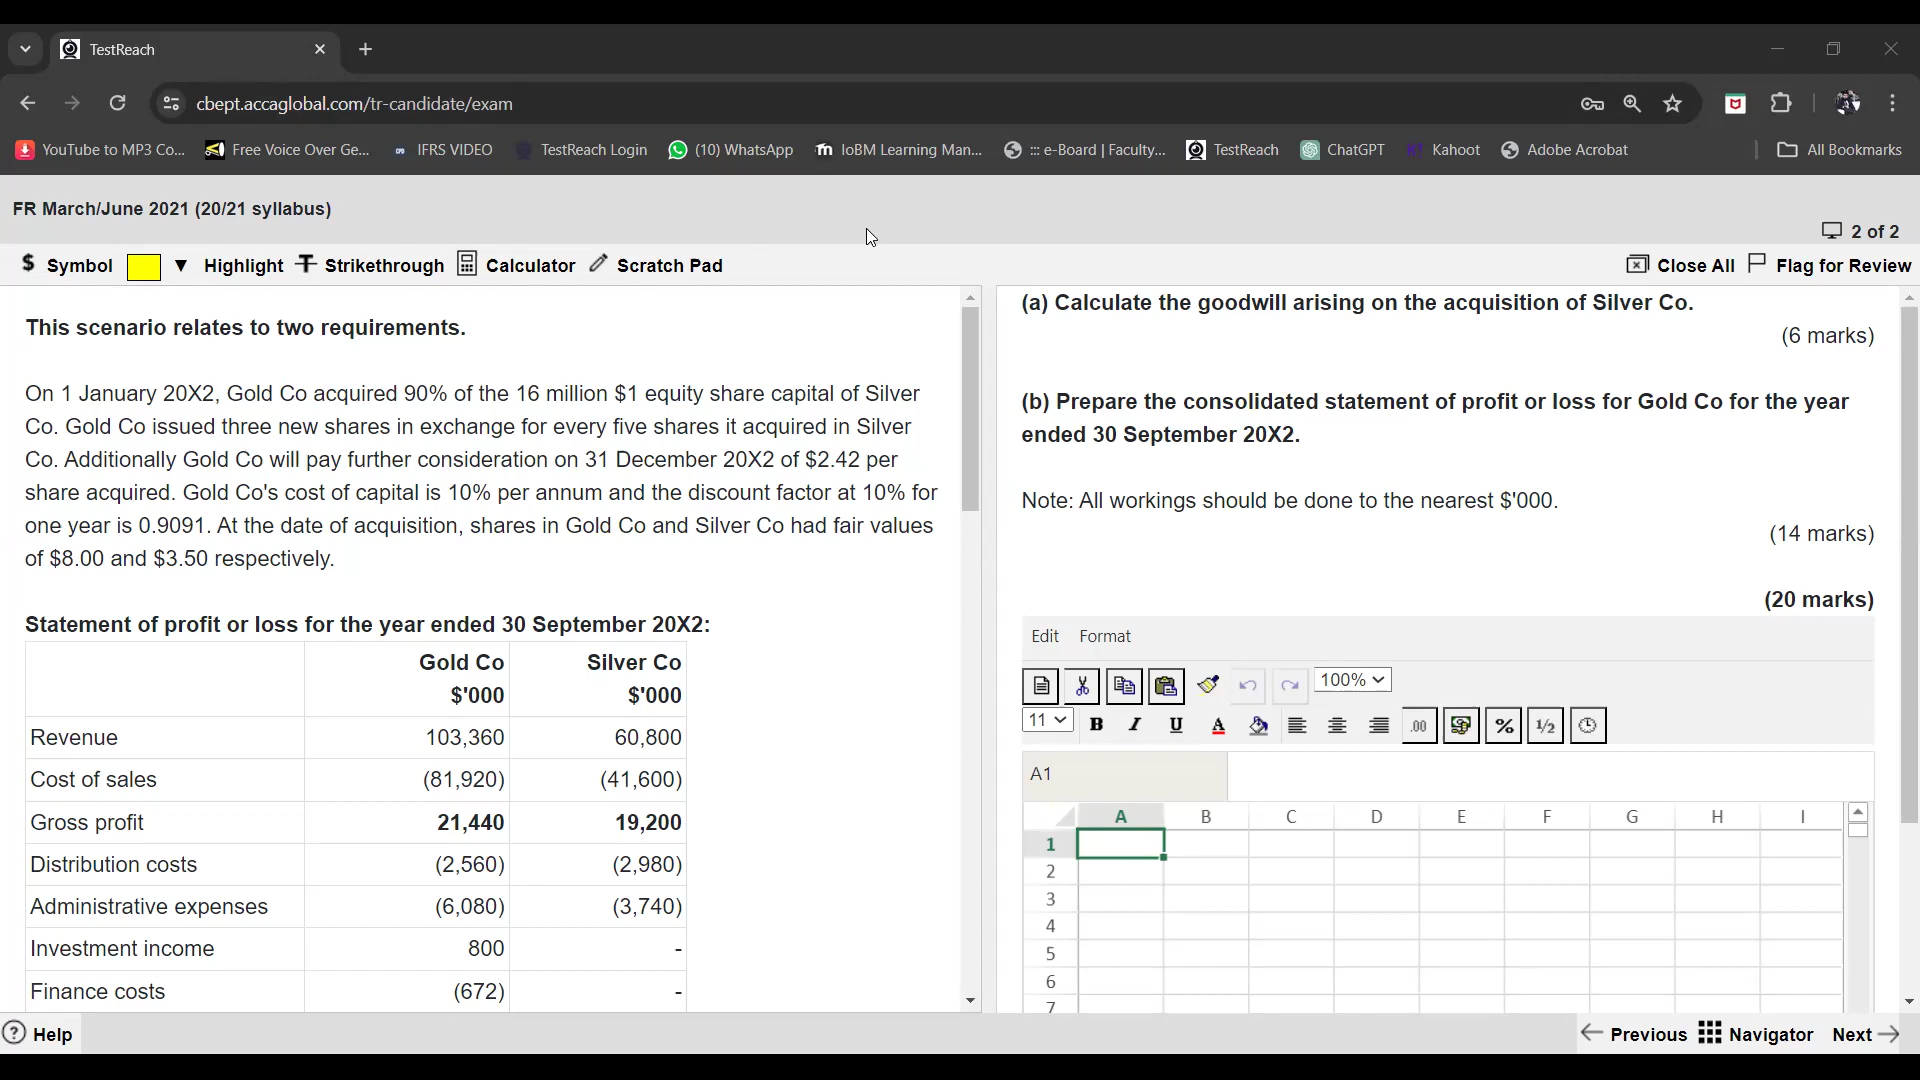 TestReach
cbept.accaglobal.com/tr-candidate/exam
YouTube to MP3 Co...
Free Voice Over Ge...
IFRS VIDEO
TestReach Login
(10) WhatsApp
IoBM Learning Man...
::: e-Board | Faculty...
TestReach
ChatGPT
Kahoot
Adobe Acrobat
All Bookmarks
FR March/June 2021 (20/21 syllabus)
2 of 2
$ Symbol
Highlight
Strikethrough
Calculator
Scratch Pad
Close All
Flag for Review
This scenario relates to two requirements.
On 1 January 20X2, Gold Co acquired 90% of the 16 million $1 equity share capital of Silver
Co. Gold Co issued three new shares in exchange for every five shares it acquired in Silver
Co. Additionally Gold Co will pay further consideration on 31 December 20X2 of $2.42 per
share acquired. Gold Co's cost of capital is 10% per annum and the discount factor at 10% for
one year is 0.9091. At the date of acquisition, shares in Gold Co and Silver Co had fair values
of $8.00 and $3.50 respectively.
Statement of profit or loss for the year ended 30 September 20X2:
Gold Co Silver Co
$'000 $'000
Revenue 103,360 60,800
Cost of sales (81,920) (41,600)
Gross profit 21,440 19,200
Distribution costs (2,560) (2,980)
Administrative expenses (6,080) (3,740)
Investment income 800 -
Finance costs (672) -
(a) Calculate the goodwill arising on the acquisition of Silver Co.
(6 marks)
(b) Prepare the consolidated statement of profit or loss for Gold Co for the year
ended 30 September 20X2.
Note: All workings should be done to the nearest $'000.
(14 marks)
(20 marks)
Edit Format
100%
11 B I U A .00 % 1/2
A1
A B C D E F G H I
1
2
3
4
5
6
7
Help
Previous
Navigator
Next